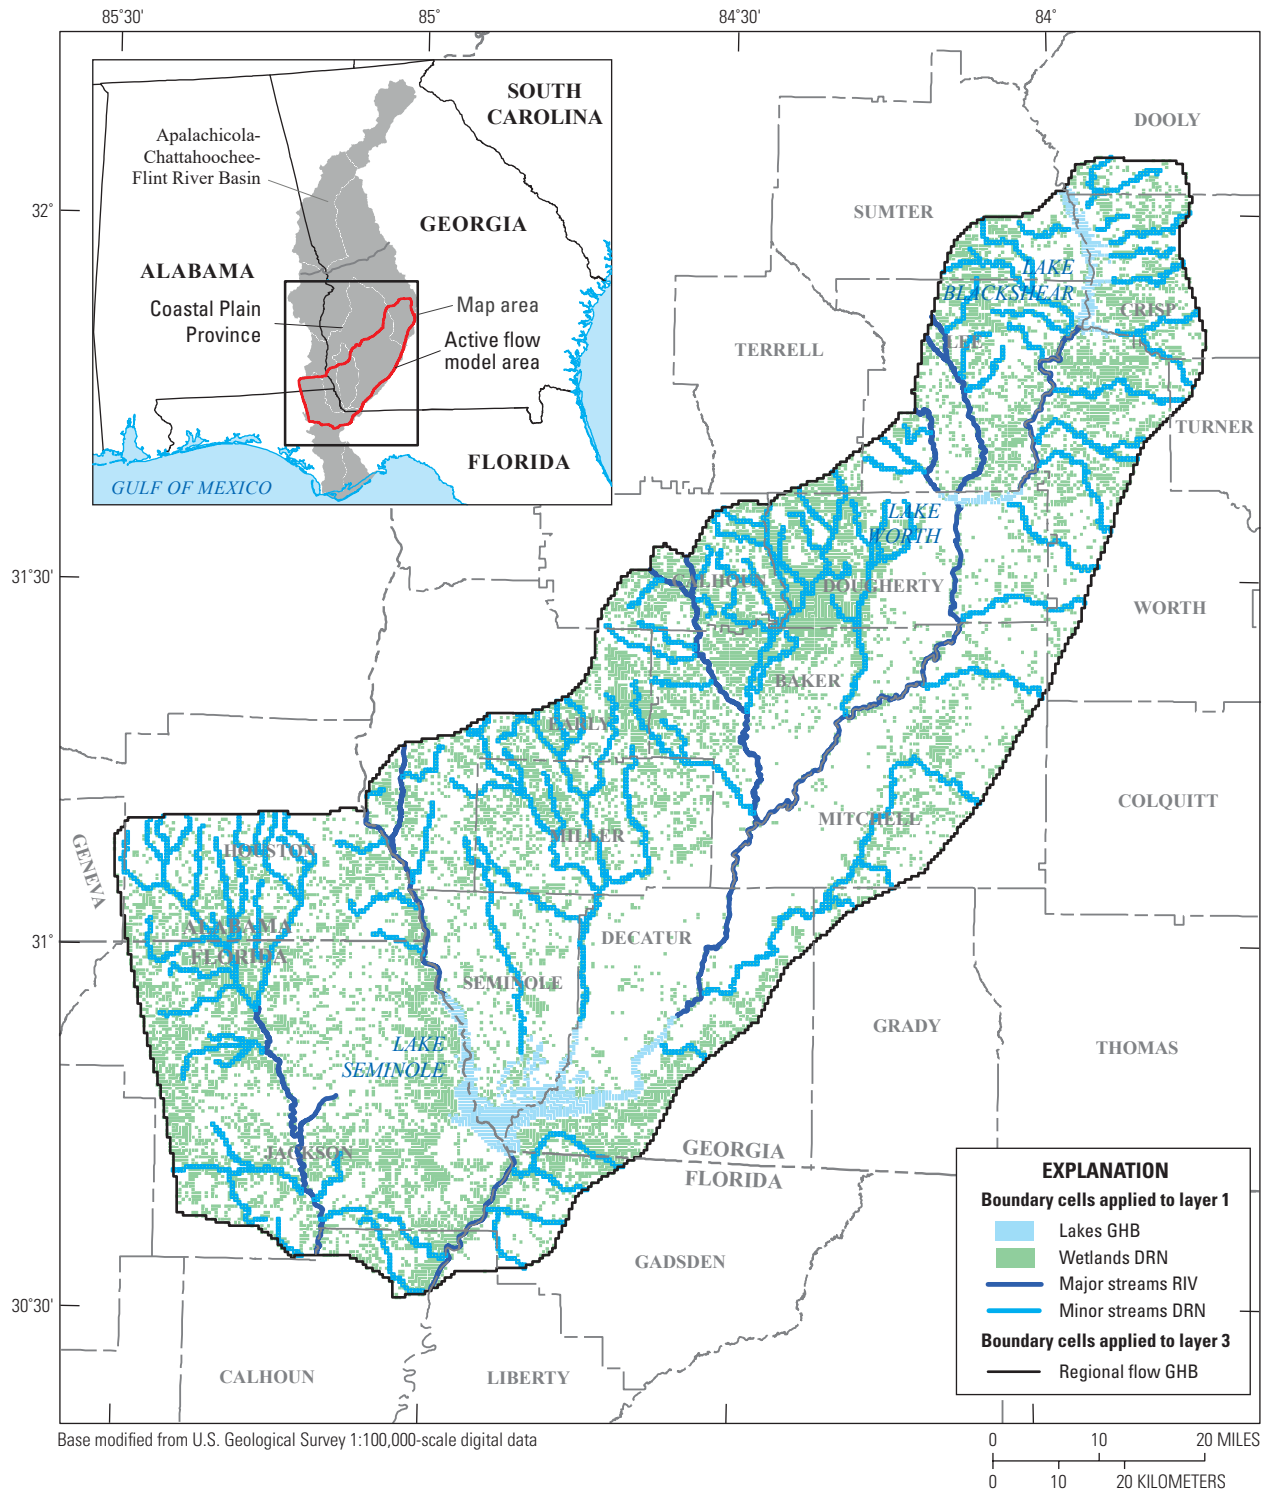 85˚30'
85˚
84˚30'
84˚
32˚
31˚30'
31˚
30˚30'
SOUTH
CAROLINA
Apalachicola-
Chattahoochee-
Flint River Basin
GEORGIA
ALABAMA
Coastal Plain
Province
Map area
Active flow
model area
FLORIDA
GULF OF MEXICO
DOOLY
SUMTER
LAKE
BLACKSHEAR
CRISP
LEE
TERRELL
TURNER
LAKE
WORTH
CALHOUN
DOUGHERTY
WORTH
BAKER
EARLY
COLQUITT
MITCHELL
MILLER
HOUSTON
GENEVA
ALABAMA
FLORIDA
DECATUR
SEMINOLE
GRADY
THOMAS
LAKE
SEMINOLE
JACKSON
GEORGIA
FLORIDA
GADSDEN
CALHOUN
LIBERTY
EXPLANATION
Boundary cells applied to layer 1
Lakes GHB
Wetlands DRN
Major streams RIV
Minor streams DRN
Boundary cells applied to layer 3
Regional flow GHB
Base modified from U.S. Geological Survey 1:100,000-scale digital data
0 10 20 MILES
0 10 20 KILOMETERS